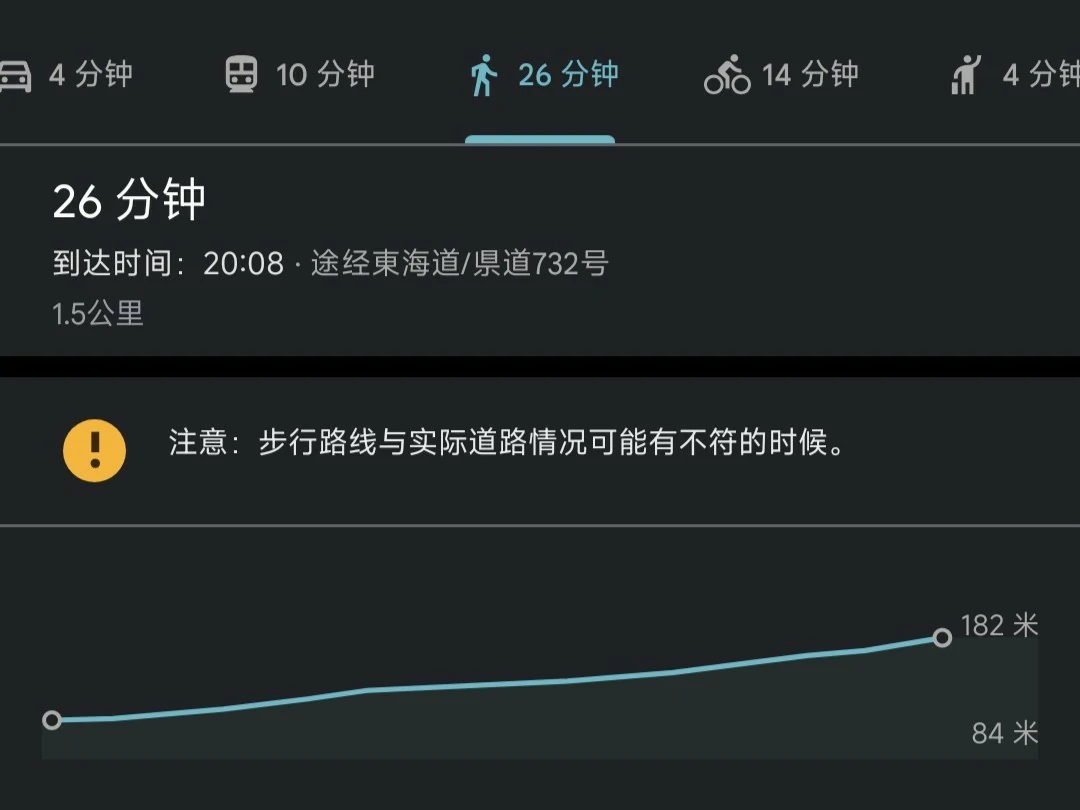 4 分钟 10 分钟 26 分钟 14 分钟 4 分钟
26 分钟
到达时间：20:08 · 途经東海道/県道732号
1.5公里
注意：步行路线与实际道路情况可能有不符的时候。
182 米
84 米